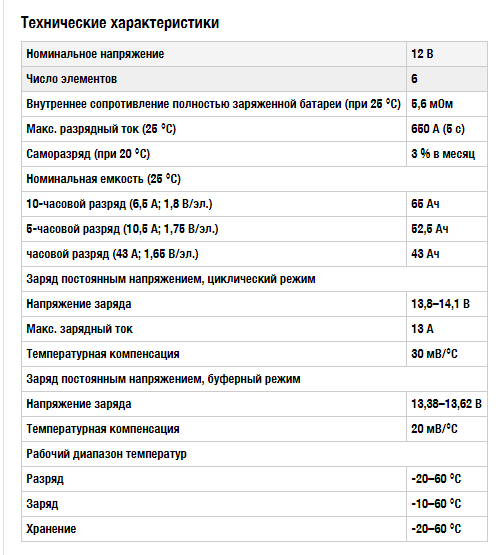 Технические характеристики
Номинальное напряжение 12 В
Число элементов 6
Внутреннее сопротивление полностью заряженной батареи (при 25 °C) 5,6 мОм
Макс. разрядный ток (25 °C) 650 А (5 с)
Саморазряд (при 20 °C) 3 % в месяц
Номинальная емкость (25 °C)
10-часовой разряд (6,5 А; 1,8 В/эл.) 65 Ач
5-часовой разряд (10,5 А; 1,75 В/эл.) 52,5 Ач
часовой разряд (43 А; 1,65 В/эл.) 43 Ач
Заряд постоянным напряжением, циклический режим
Напряжение заряда 13,8–14,1 В
Макс. зарядный ток 13 А
Температурная компенсация 30 мВ/°C
Заряд постоянным напряжением, буферный режим
Напряжение заряда 13,38–13,62 В
Температурная компенсация 20 мВ/°C
Рабочий диапазон температур
Разряд -20–60 °C
Заряд -10–60 °C
Хранение -20–60 °C